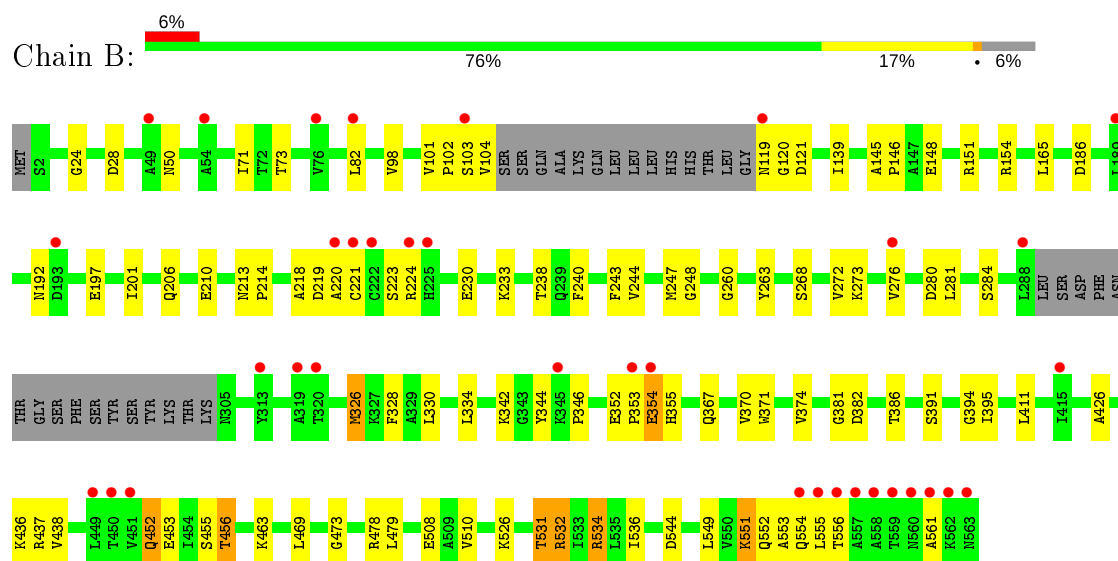 6%
Chain B:
76% 17% • 6%
MET S2 G24 D28 A49 N50 A54 I71 T72 T73 V76 L82 V98 V101 P102 S103 V104 SER SER GLN ALA LYS GLN LEU LEU LEU HIS HIS THR LEU GLY N119 G120 D121 I139 A145 P146 A147 E148 R151 R154 L165 D186 L189
N192 D193 E197 I201 Q206 E210 N213 P214 A218 D219 A220 C221 C222 S223 R224 H225 E230 K233 T238 Q239 F240 F243 V244 M247 G248 G260 Y263 S268 V272 K273 V276 D280 L281 S284 L288 LEU SER ASP PHE ASN
THR GLY SER PHE SER TYR SER TYR LYS THR LYS N305 Y313 A319 T320 M326 K327 F328 A329 L330 L334 K342 G343 Y344 K345 P346 E352 P353 E354 H355 Q367 V370 W371 V374 G381 D382 T386 S391 G394 I395 L411 I415 A426
K436 R437 V438 L449 T450 V451 Q452 E453 I454 S455 T456 K463 L469 G473 R478 L479 E508 A509 V510 K526 T531 R532 I533 R534 L535 I536 D544 L549 V550 K551 Q552 A553 Q554 L555 T556 A557 A558 T559 N560 A561 K562 N563